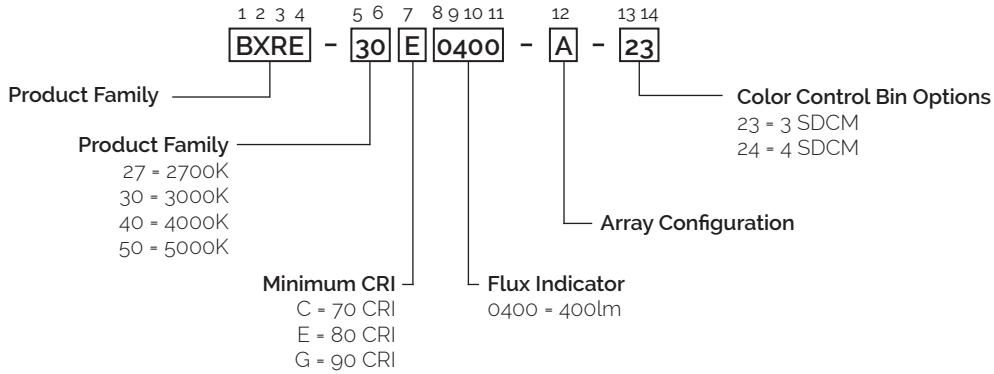 1 2 3 4 5 6 7 8 9 10 11 12 13 14
BXRE - 30 E 0400 - A - 23
Product Family
Product Family
27 = 2700K
30 = 3000K
40 = 4000K
50 = 5000K
Minimum CRI
C = 70 CRI
E = 80 CRI
G = 90 CRI
Flux Indicator
0400 = 400lm
Array Configuration
Color Control Bin Options
23 = 3 SDCM
24 = 4 SDCM